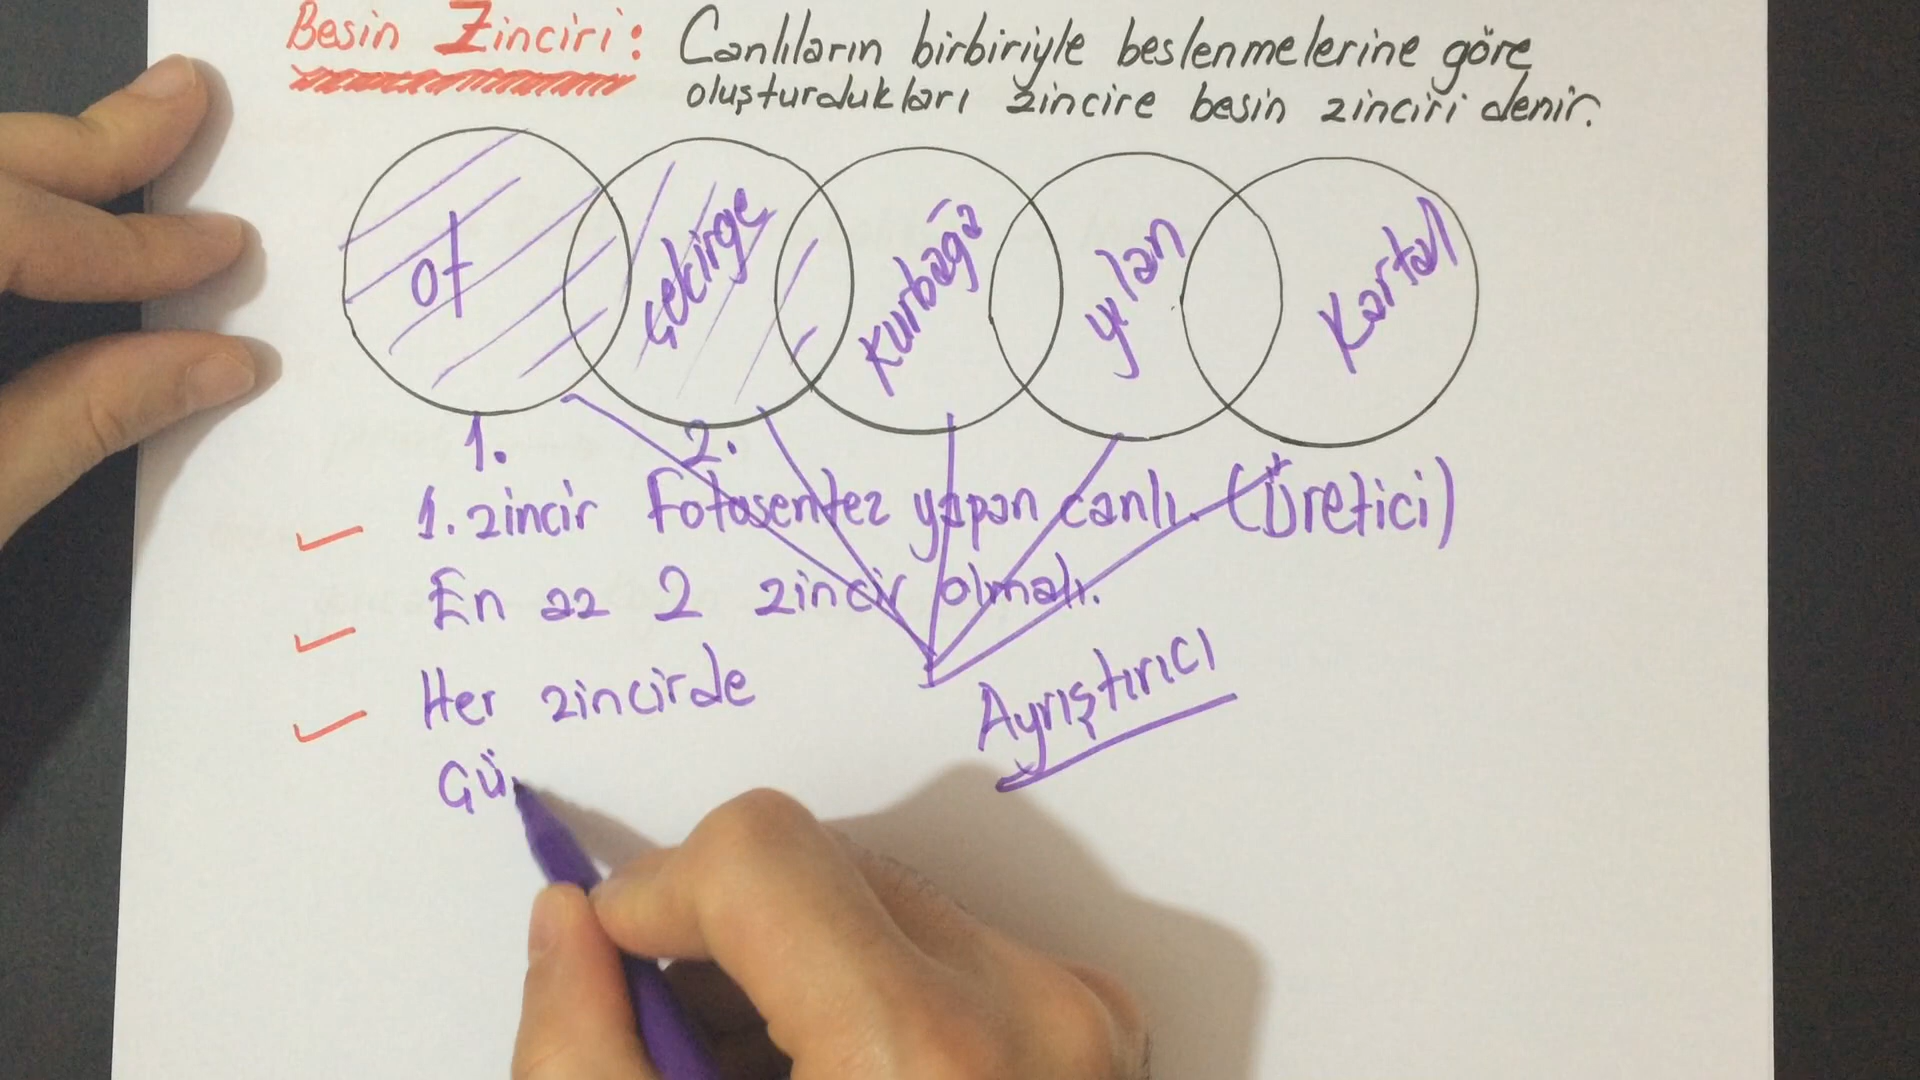 Besin Zinciri: Canlıların birbiriyle beslenmelerine göre
oluşturdukları zincire besin zinciri denir.
ot
çekirge
kurbağa
yılan
Kartal
1.
2.
1. zincir Fotosentez yapan canlı. (Üretici)
En az 2 zincir olmalı.
Her zincirde
Ayrıştırıcı
Gü